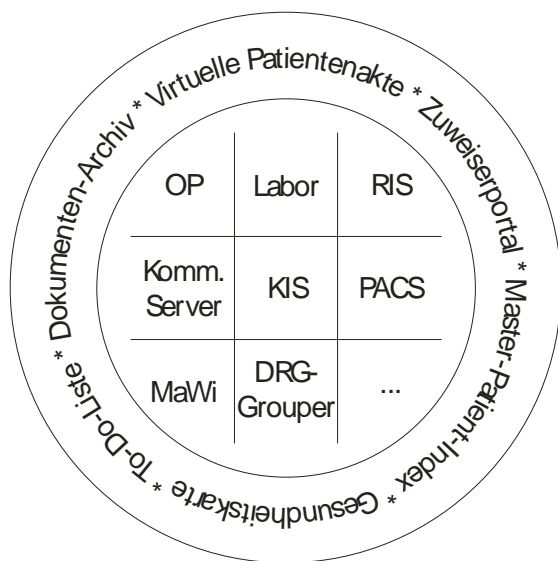 Dokumenten-Archiv * Virtuelle Patientenakte * Zuweiserportal * Master-Patient-Index * Gesundheitskarte * To-Do-Liste *
OP
Labor
RIS
Komm.
Server
KIS
PACS
MaWi
DRG-
Grouper
...